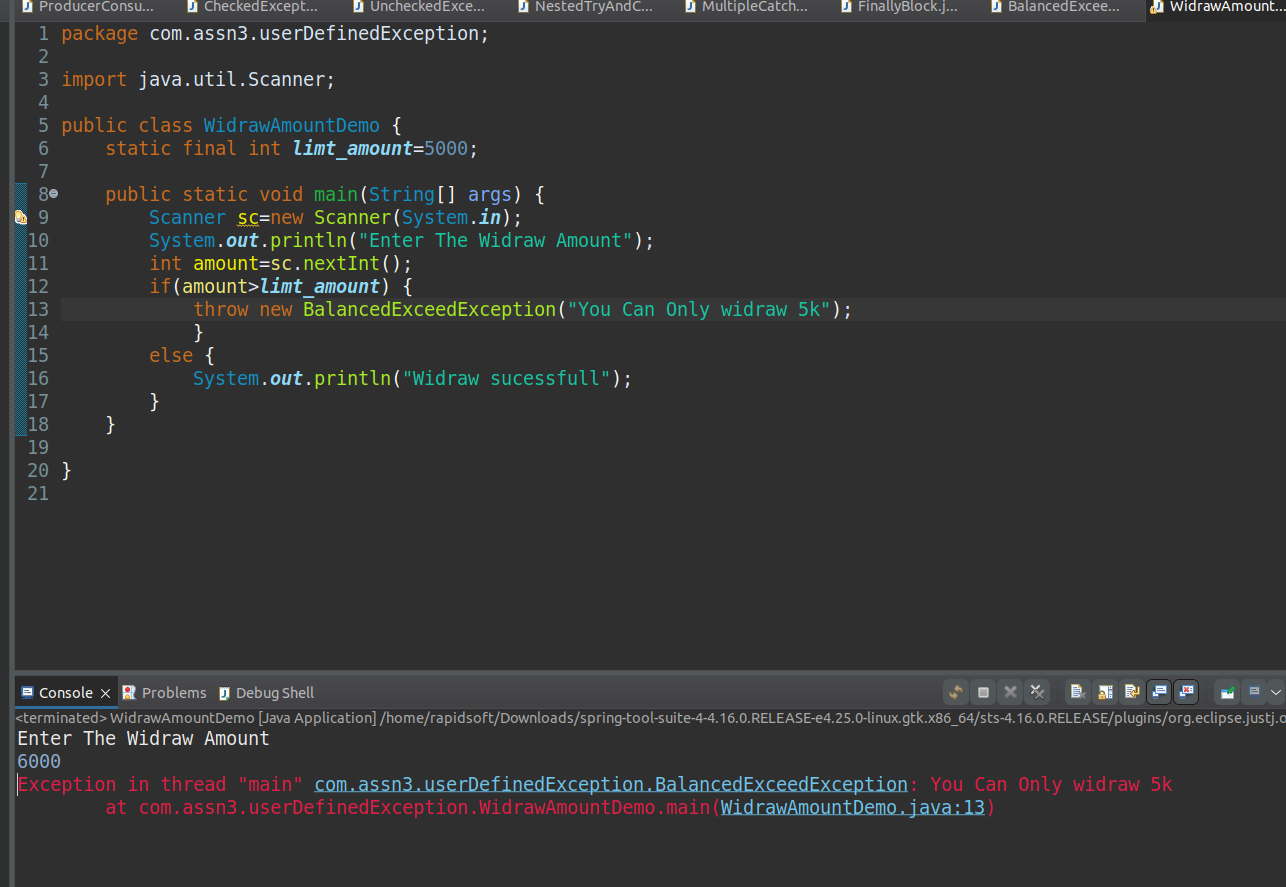 ProducerConsu... CheckedExcept... UncheckedExce... NestedTryAndC... MultipleCatch... FinallyBlock.j... BalancedExcee... WidrawAmount...
1 package com.assn3.userDefinedException;
2
3 import java.util.Scanner;
4
5 public class WidrawAmountDemo {
6 static final int limt_amount=5000;
7
8 public static void main(String[] args) {
9 Scanner sc=new Scanner(System.in);
10 System.out.println("Enter The Widraw Amount");
11 int amount=sc.nextInt();
12 if(amount>limt_amount) {
13 throw new BalancedExceedException("You Can Only widraw 5k");
14 }
15 else {
16 System.out.println("Widraw sucessfull");
17 }
18 }
19
20 }
21
Console Problems Debug Shell
<terminated> WidrawAmountDemo [Java Application] /home/rapidsoft/Downloads/spring-tool-suite-4-4.16.0.RELEASE-e4.25.0-linux.gtk.x86_64/sts-4.16.0.RELEASE/plugins/org.eclipse.justj.o
Enter The Widraw Amount
6000
Exception in thread "main" com.assn3.userDefinedException.BalancedExceedException: You Can Only widraw 5k
at com.assn3.userDefinedException.WidrawAmountDemo.main(WidrawAmountDemo.java:13)